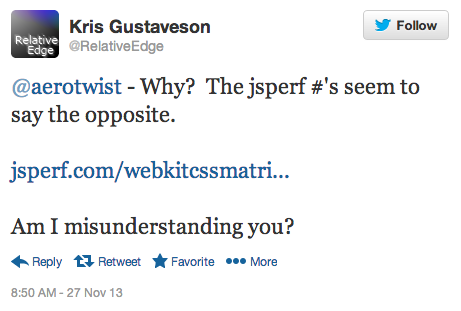 Relative
Edge
Kris Gustaveson
@RelativeEdge
Follow
@aerotwist - Why? The jsperf #'s seem to
say the opposite.
jsperf.com/webkitcssmatri...
Am I misunderstanding you?
Reply Retweet Favorite More
8:50 AM - 27 Nov 13